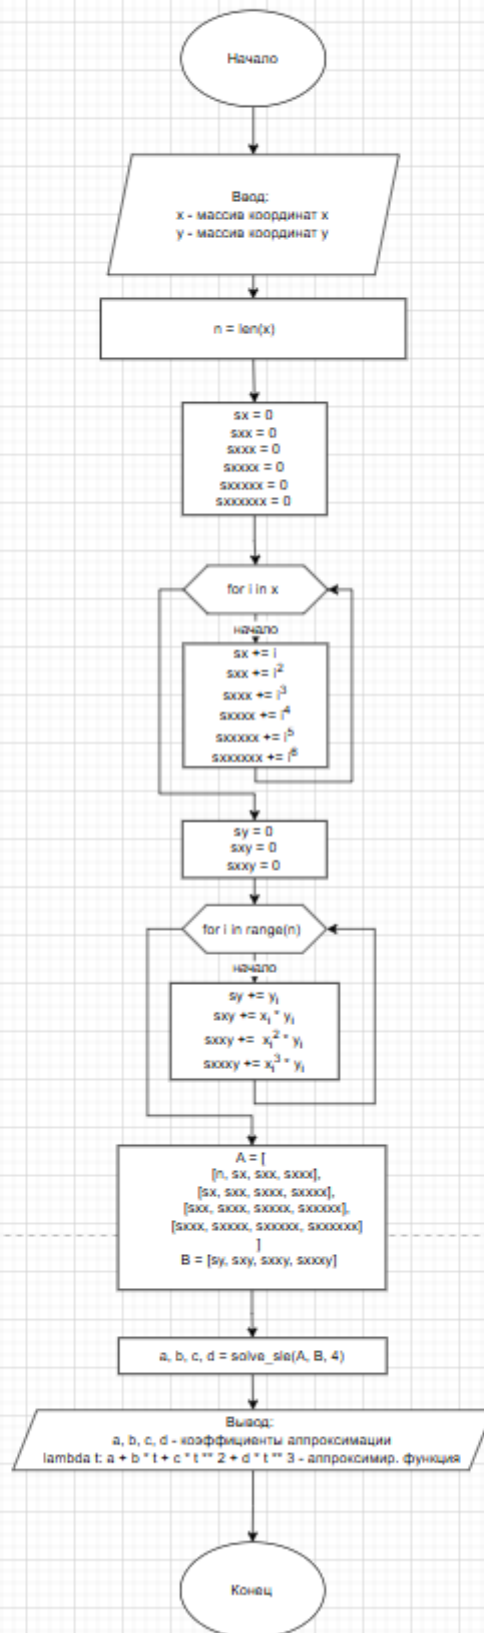 Начало
Ввод:
x - массив координат x
y - массив координат y
n = len(x)
sx = 0
sxx = 0
sxxx = 0
sxxxx = 0
sxxxxx = 0
sxxxxxx = 0
for i in x
начало
sx += i
sxx += i²
sxxx += i³
sxxxx += i⁴
sxxxxx += i⁵
sxxxxxx += i⁶
sy = 0
sxy = 0
sxxy = 0
for i in range(n)
начало
sy += yᵢ
sxy += xᵢ * yᵢ
sxxy += xᵢ² * yᵢ
sxxxy += xᵢ³ * yᵢ
A = [
[n, sx, sxx, sxxx],
[sx, sxx, sxxx, sxxxx],
[sxx, sxxx, sxxxx, sxxxxx],
[sxxx, sxxxx, sxxxxx, sxxxxxx]
]
B = [sy, sxy, sxxy, sxxxy]
a, b, c, d = solve_sle(A, B, 4)
Вывод:
a, b, c, d - коэффициенты аппроксимации
lambda t: a + b * t + c * t ** 2 + d * t ** 3 - аппроксимир. функция
Конец